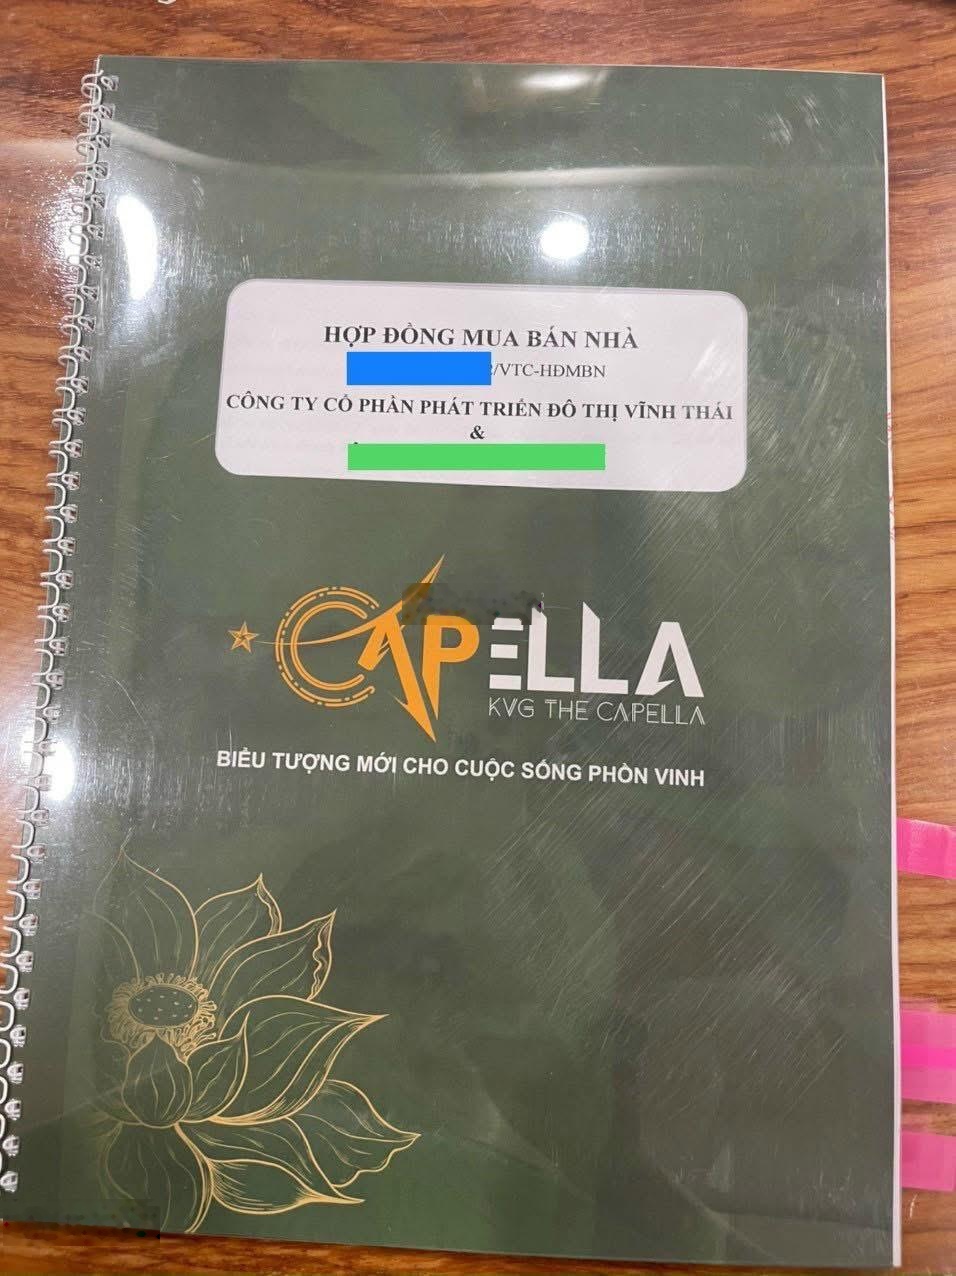 HỢP ĐỒNG MUA BÁN NHÀ
/VTC-HĐMBN
CÔNG TY CỔ PHẦN PHÁT TRIỂN ĐÔ THỊ VĨNH THÁI
&
CAPELLA
KVG THE CAPELLA
BIỂU TƯỢNG MỚI CHO CUỘC SỐNG PHỒN VINH